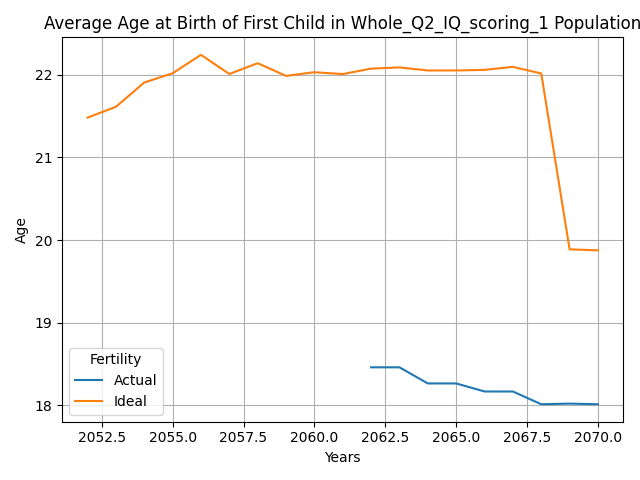 Average Age at Birth of First Child in Whole_Q2_IQ_scoring_1 Population
Age
22
21
20
19
18
Fertility
Actual
Ideal
2052.5 2055.0 2057.5 2060.0 2062.5 2065.0 2067.5 2070.0
Years